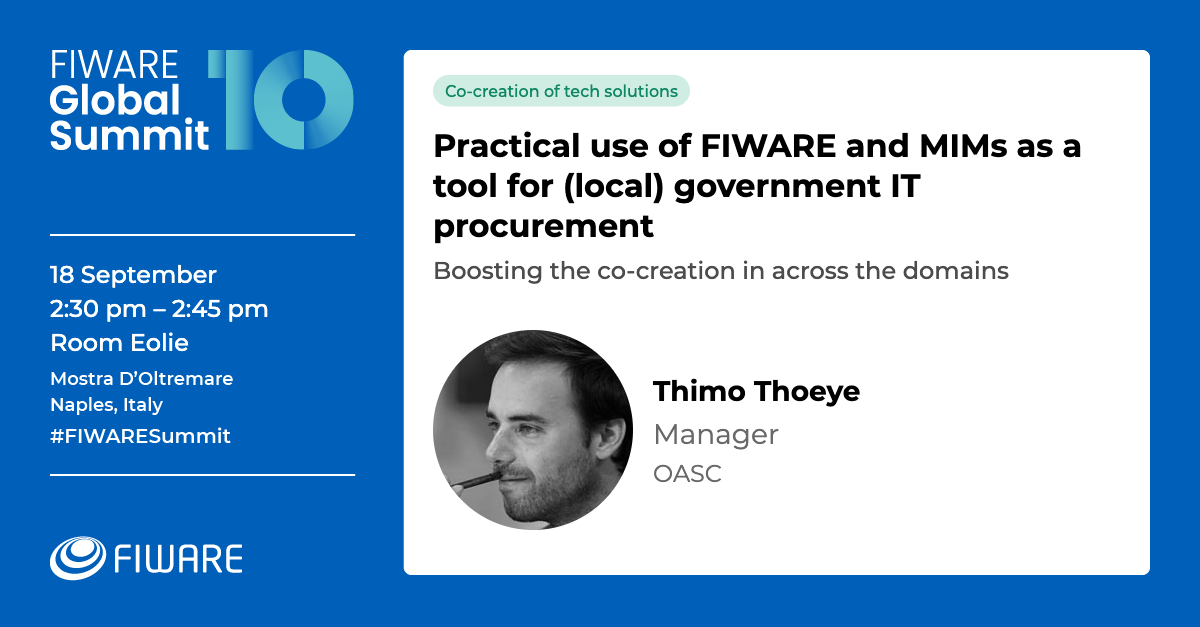 FIWARE
Global
Summit
10
18 September
2:30 pm – 2:45 pm
Room Eolie
Mostra D’Oltremare
Naples, Italy
#FIWARESummit
FIWARE
Co-creation of tech solutions
Practical use of FIWARE and MIMs as a
tool for (local) government IT
procurement
Boosting the co-creation in across the domains
Thimo Thoeye
Manager
OASC